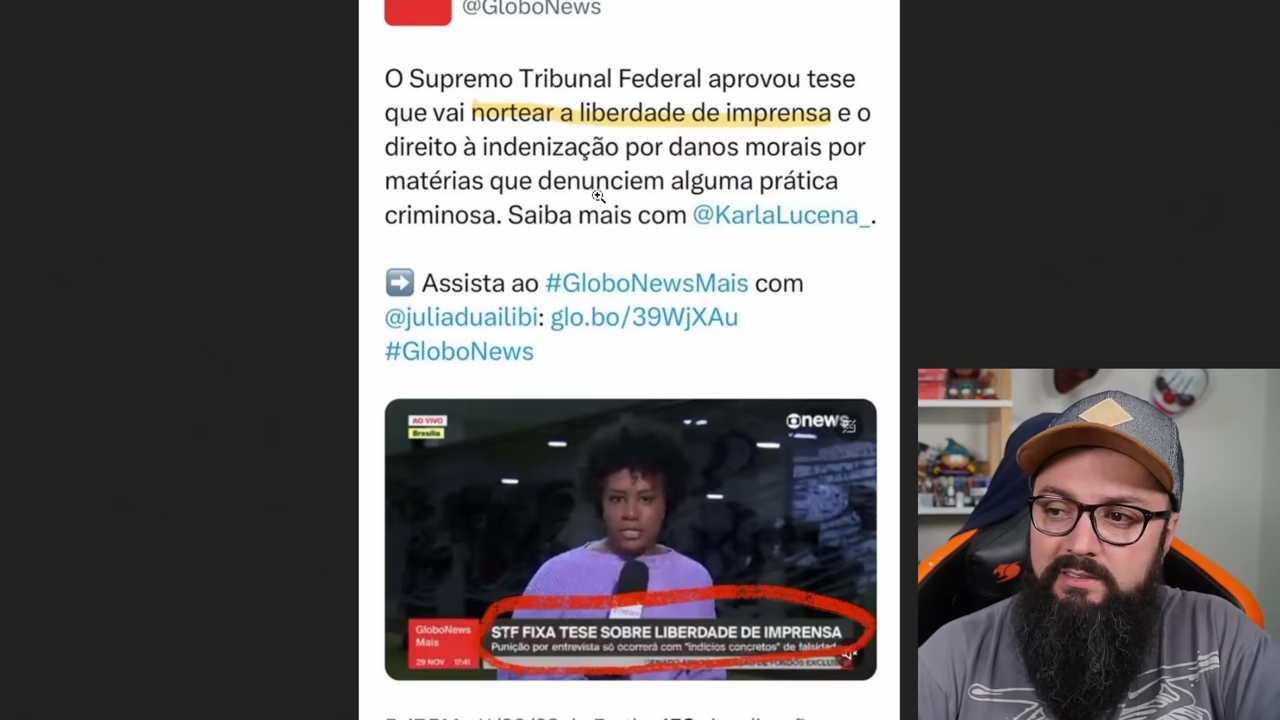 @GloboNews
O Supremo Tribunal Federal aprovou tese
que vai nortear a liberdade de imprensa e o
direito à indenização por danos morais por
matérias que denunciem alguma prática
criminosa. Saiba mais com @KarlaLucena_.
➡️ Assista ao #GloboNewsMais com
@juliaduailibi: glo.bo/39WjXAu
#GloboNews
AO VIVO
Brasília
news
GloboNews
Mais
29 NOV 17:41
STF FIXA TESE SOBRE LIBERDADE DE IMPRENSA
Punição por entrevista só ocorrerá com "indícios concretos" de falsidad